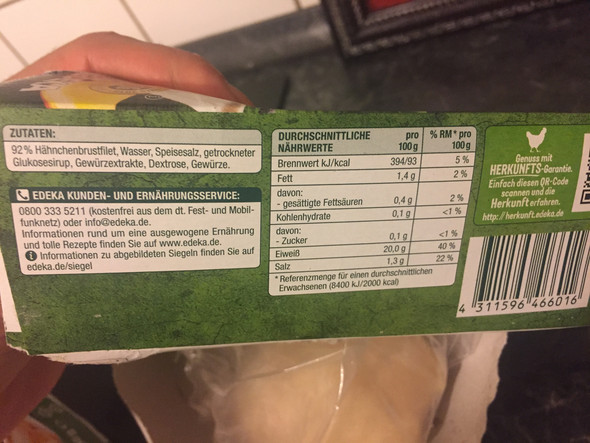 ZUTATEN:
92% Hähnchenbrustfilet, Wasser, Speisesalz, getrockneter
Glukosesirup, Gewürzextrakte, Dextrose, Gewürze.
EDEKA KUNDEN- UND ERNÄHRUNGSSERVICE:
0800 333 5211 (kostenfrei aus dem dt. Fest- und Mobil-
funknetz) oder info@edeka.de.
Informationen rund um eine ausgewogene Ernährung
und tolle Rezepte finden Sie auf www.edeka.de.
Informationen zu abgebildeten Siegeln finden Sie auf
edeka.de/siegel
DURCHSCHNITTLICHE pro % RM* pro
NÄHRWERTE 100 g 100 g
Brennwert kJ/kcal 394/93 5 %
Fett 1,4 g 2 %
davon:
- gesättigte Fettsäuren 0,4 g 2 %
Kohlenhydrate 0,1 g <1 %
davon:
- Zucker 0,1 g <1 %
Eiweiß 20,0 g 40 %
Salz 1,3 g 22 %
* Referenzmenge für einen durchschnittlichen
Erwachsenen (8400 kJ/2000 kcal)
Genuss mit
HERKUNFTS-Garantie.
Einfach diesen QR-Code
scannen und die
Herkunft erfahren.
http://herkunft.edeka.de
4 311596 466016